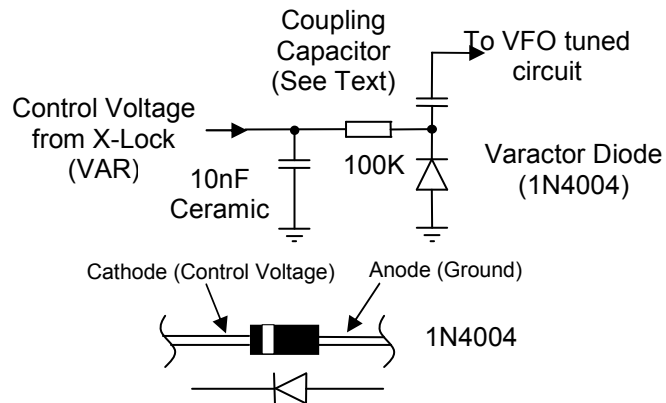 Coupling
Capacitor
(See Text)
To VFO tuned
circuit
Control Voltage
from X-Lock
(VAR)
10nF
Ceramic
100K
Varactor Diode
(1N4004)
Cathode (Control Voltage)
Anode (Ground)
1N4004